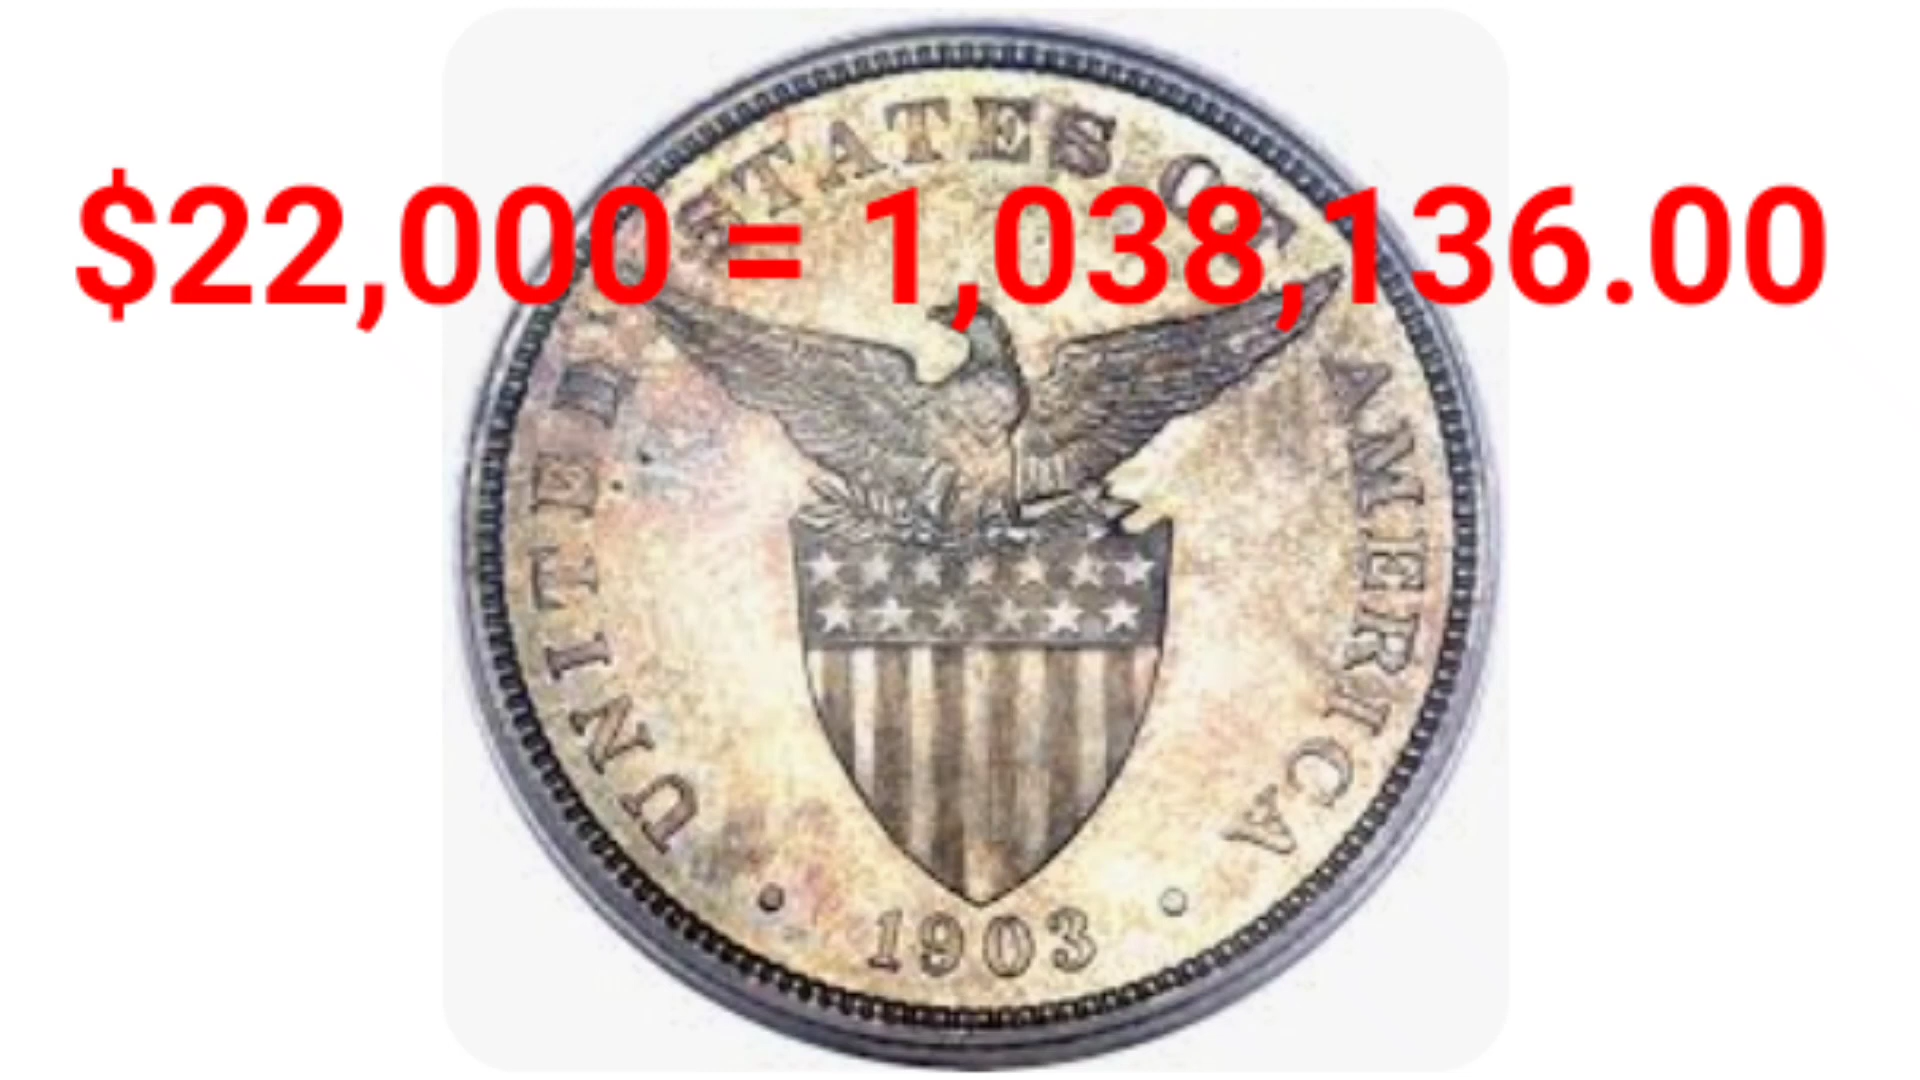 $22,000 = 1,038,136.00
UNITED STATES OF AMERICA
1903